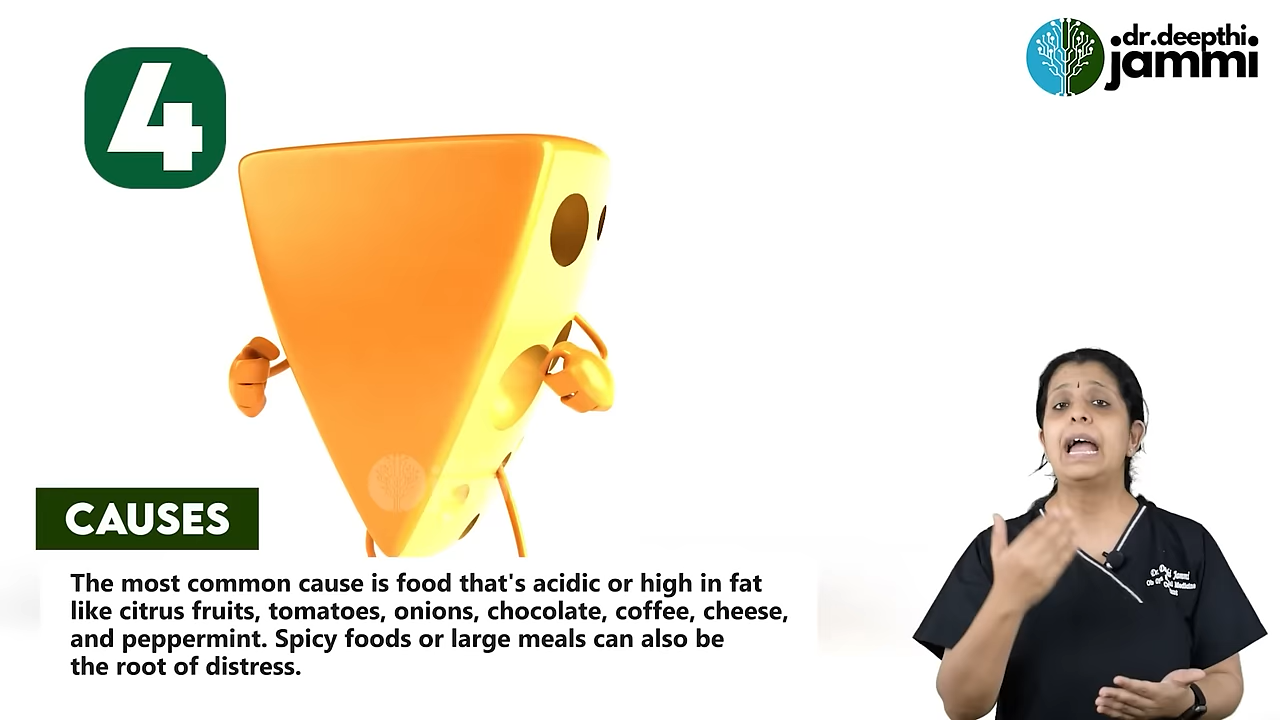 4
dr.deepthi
jammi
CAUSES
The most common cause is food that's acidic or high in fat
like citrus fruits, tomatoes, onions, chocolate, coffee, cheese,
and peppermint. Spicy foods or large meals can also be
the root of distress.